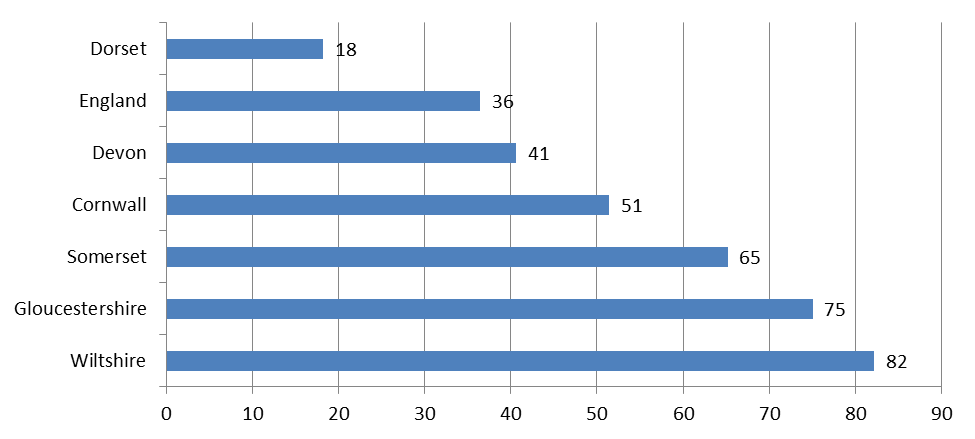 Dorset 18
England 36
Devon 41
Cornwall 51
Somerset 65
Gloucestershire 75
Wiltshire 82
0 10 20 30 40 50 60 70 80 90